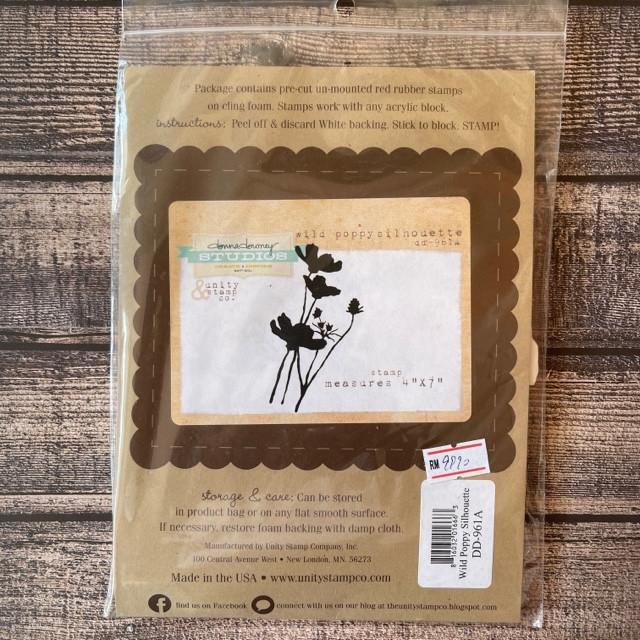 Package contains pre-cut un-mounted red rubber stamps
on cling foam. Stamps work with any acrylic block.
instructions: Peel off & discard White backing. Stick to block. STAMP!
wild poppy silhouette
dd-961A
donna downey
STUDIOS
& unity
stamp
co.
stamp
measures 4"X7"
RM
storage & care: Can be stored
in product bag or on any flat smooth surface.
If necessary, restore foam backing with damp cloth.
Manufactured by Unity Stamp Company, Inc.
100 Central Avenue West • New London, MN. 56273
Made in the USA • www.unitystampco.com
find us on Facebook
connect with us on our blog at theunitystampco.blogspot.com
Wild Poppy Silhouette
DD-961A